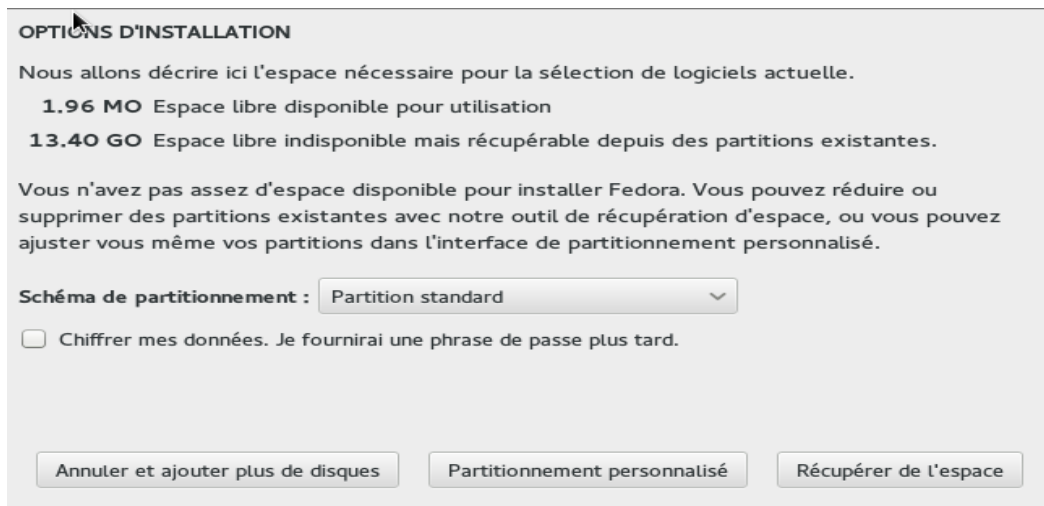 OPTIONS D'INSTALLATION
Nous allons décrire ici l'espace nécessaire pour la sélection de logiciels actuelle.
1.96 MO Espace libre disponible pour utilisation
13.40 GO Espace libre indisponible mais récupérable depuis des partitions existantes.
Vous n'avez pas assez d'espace disponible pour installer Fedora. Vous pouvez réduire ou
supprimer des partitions existantes avec notre outil de récupération d'espace, ou vous pouvez
ajuster vous même vos partitions dans l'interface de partitionnement personnalisé.
Schéma de partitionnement : Partition standard
Chiffrer mes données. Je fournirai une phrase de passe plus tard.
Annuler et ajouter plus de disques Partitionnement personnalisé Récupérer de l'espace